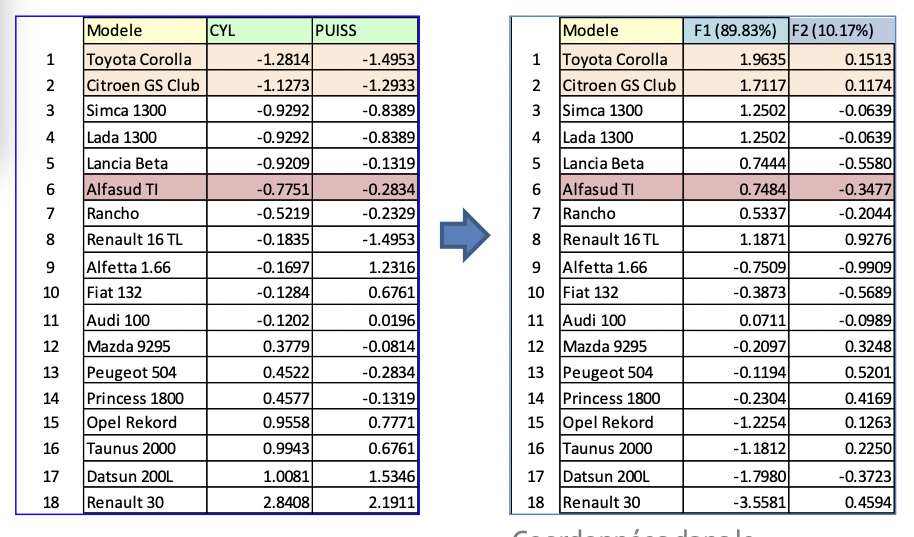 Modele CYL PUISS
1 Toyota Corolla -1.2814 -1.4953
2 Citroen GS Club -1.1273 -1.2933
3 Simca 1300 -0.9292 -0.8389
4 Lada 1300 -0.9292 -0.8389
5 Lancia Beta -0.9209 -0.1319
6 Alfasud TI -0.7751 -0.2834
7 Rancho -0.5219 -0.2329
8 Renault 16 TL -0.1835 -1.4953
9 Alfetta 1.66 -0.1697 1.2316
10 Fiat 132 -0.1284 0.6761
11 Audi 100 -0.1202 0.0196
12 Mazda 9295 0.3779 -0.0814
13 Peugeot 504 0.4522 -0.2834
14 Princess 1800 0.4577 -0.1319
15 Opel Rekord 0.9558 0.7771
16 Taunus 2000 0.9943 0.6761
17 Datsun 200L 1.0081 1.5346
18 Renault 30 2.8408 2.1911
Modele F1 (89.83%) F2 (10.17%)
1 Toyota Corolla 1.9635 0.1513
2 Citroen GS Club 1.7117 0.1174
3 Simca 1300 1.2502 -0.0639
4 Lada 1300 1.2502 -0.0639
5 Lancia Beta 0.7444 -0.5580
6 Alfasud TI 0.7484 -0.3477
7 Rancho 0.5337 -0.2044
8 Renault 16 TL 1.1871 0.9276
9 Alfetta 1.66 -0.7509 -0.9909
10 Fiat 132 -0.3873 -0.5689
11 Audi 100 0.0711 -0.0989
12 Mazda 9295 -0.2097 0.3248
13 Peugeot 504 -0.1194 0.5201
14 Princess 1800 -0.2304 0.4169
15 Opel Rekord -1.2254 0.1263
16 Taunus 2000 -1.1812 0.2250
17 Datsun 200L -1.7980 -0.3723
18 Renault 30 -3.5581 0.4594